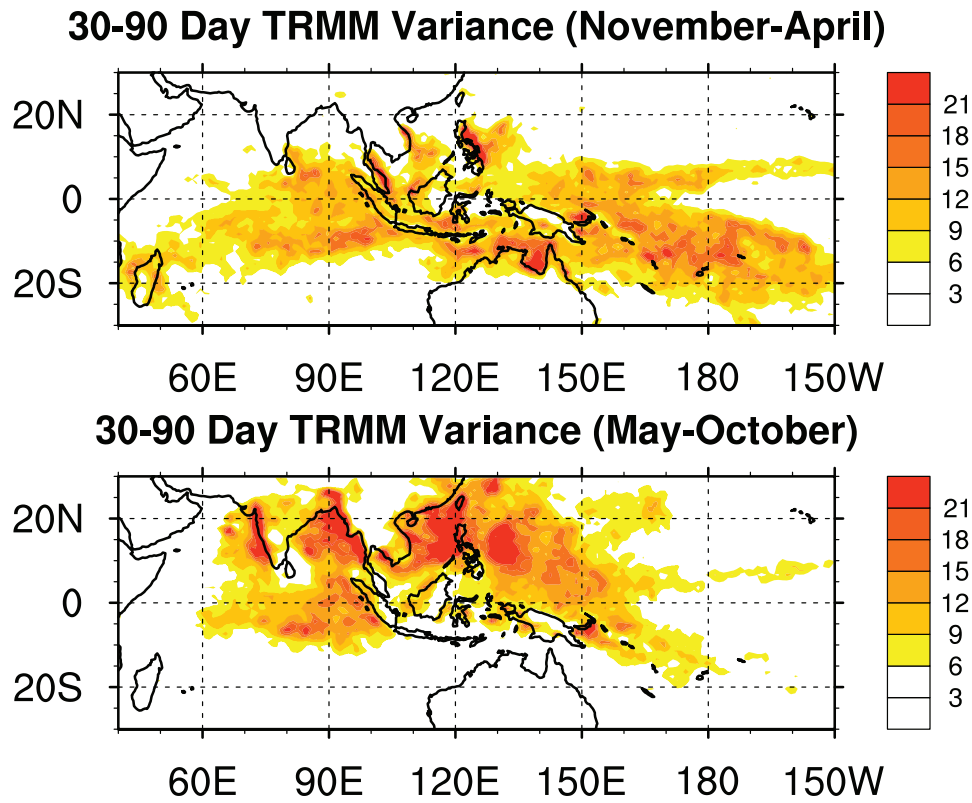 30-90 Day TRMM Variance (November-April)
20N
0
20S
60E 90E 120E 150E 180 150W
21
18
15
12
9
6
3
30-90 Day TRMM Variance (May-October)
20N
0
20S
60E 90E 120E 150E 180 150W
21
18
15
12
9
6
3